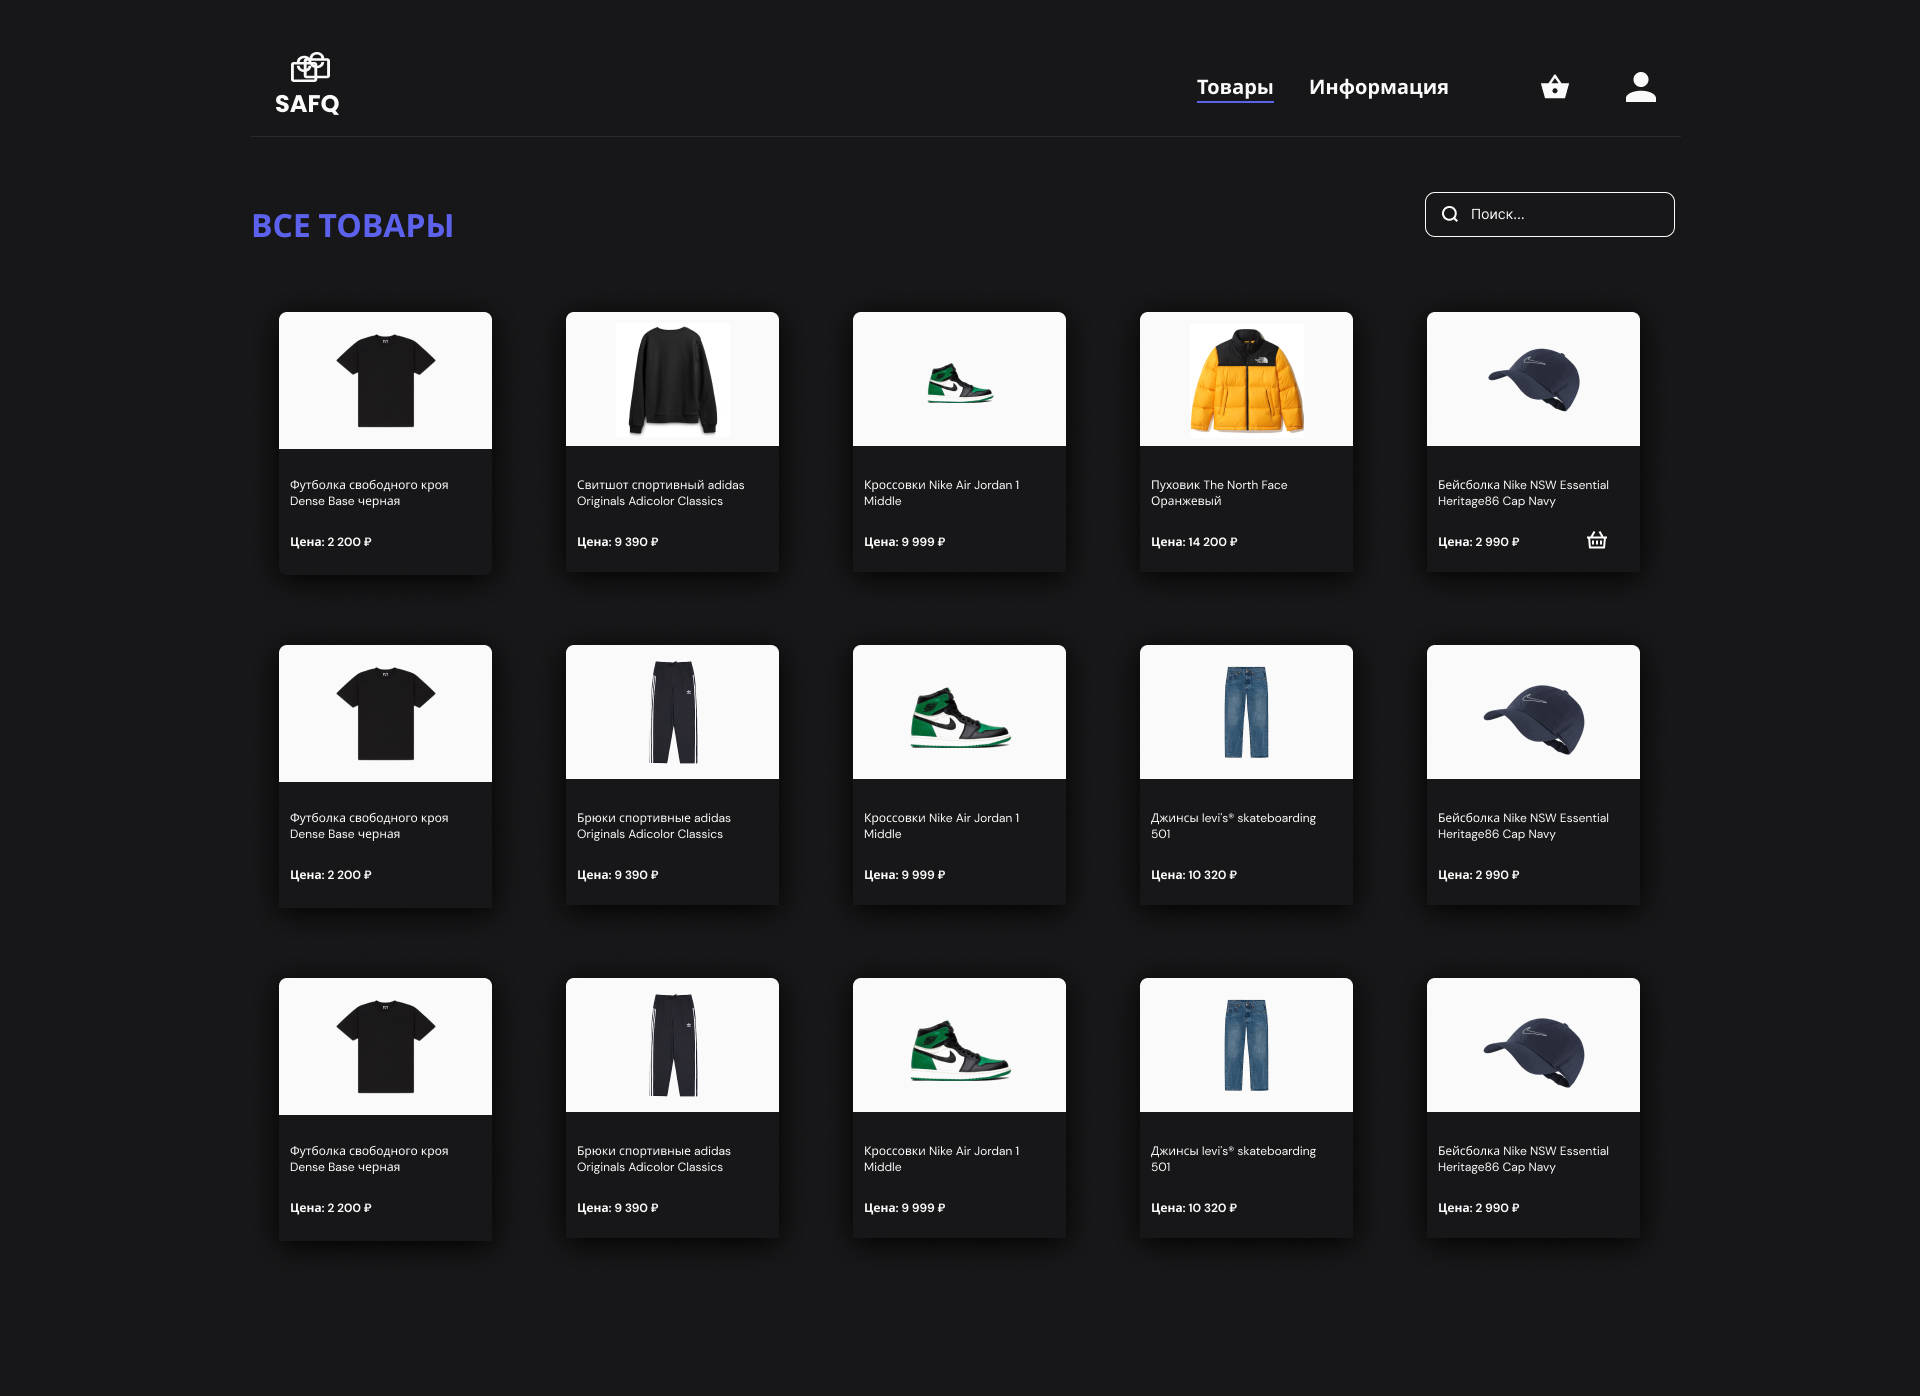 SAFQ
Товары
Информация
ВСЕ ТОВАРЫ
Поиск...
Футболка свободного кроя
Dense Base черная
Цена: 2 200 ₽
Свитшот спортивный adidas
Originals Adicolor Classics
Цена: 9 390 ₽
Кроссовки Nike Air Jordan 1
Middle
Цена: 9 999 ₽
Пуховик The North Face
Оранжевый
Цена: 14 200 ₽
Бейсболка Nike NSW Essential
Heritage86 Cap Navy
Цена: 2 990 ₽
Футболка свободного кроя
Dense Base черная
Цена: 2 200 ₽
Брюки спортивные adidas
Originals Adicolor Classics
Цена: 9 390 ₽
Кроссовки Nike Air Jordan 1
Middle
Цена: 9 999 ₽
Джинсы levi's® skateboarding
501
Цена: 10 320 ₽
Бейсболка Nike NSW Essential
Heritage86 Cap Navy
Цена: 2 990 ₽
Футболка свободного кроя
Dense Base черная
Цена: 2 200 ₽
Брюки спортивные adidas
Originals Adicolor Classics
Цена: 9 390 ₽
Кроссовки Nike Air Jordan 1
Middle
Цена: 9 999 ₽
Джинсы levi's® skateboarding
501
Цена: 10 320 ₽
Бейсболка Nike NSW Essential
Heritage86 Cap Navy
Цена: 2 990 ₽